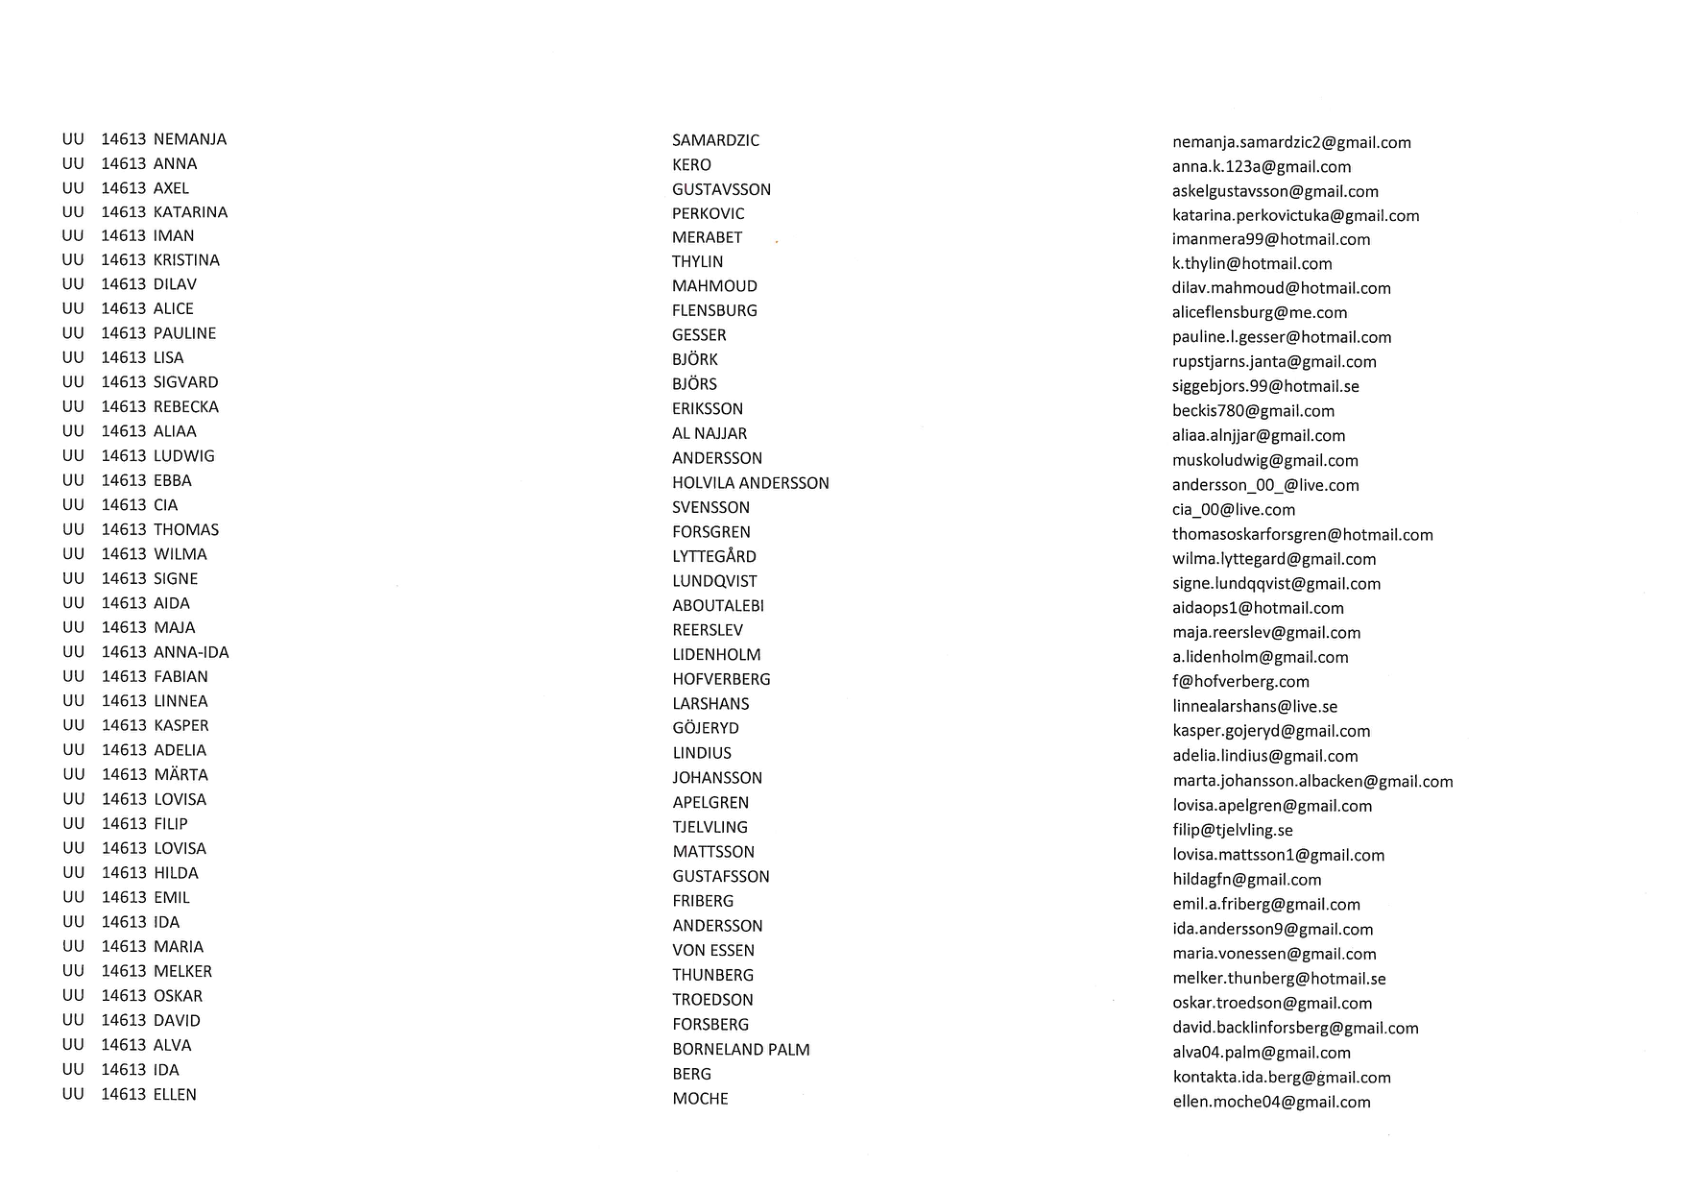 UU 14613 NEMANJA SAMARDZIC nemanja.samardzic2@gmail.com
UU 14613 ANNA KERO anna.k.123a@gmail.com
UU 14613 AXEL GUSTAVSSON askelgustavsson@gmail.com
UU 14613 KATARINA PERKOVIC katarina.perkovictuka@gmail.com
UU 14613 IMAN MERABET imanmera99@hotmail.com
UU 14613 KRISTINA THYLIN k.thylin@hotmail.com
UU 14613 DILAV MAHMOUD dilav.mahmoud@hotmail.com
UU 14613 ALICE FLENSBURG aliceflensburg@me.com
UU 14613 PAULINE GESSER pauline.l.gesser@hotmail.com
UU 14613 LISA BJÖRK rupstjarns.janta@gmail.com
UU 14613 SIGVARD BJÖRS siggebjors.99@hotmail.se
UU 14613 REBECKA ERIKSSON beckis780@gmail.com
UU 14613 ALIAA AL NAJJAR aliaa.alnjjar@gmail.com
UU 14613 LUDWIG ANDERSSON muskoludwig@gmail.com
UU 14613 EBBA HOLVILA ANDERSSON andersson_00_@live.com
UU 14613 CIA SVENSSON cia_00@live.com
UU 14613 THOMAS FORSGREN thomasoskarforsgren@hotmail.com
UU 14613 WILMA LYTTEGÅRD wilma.lyttegard@gmail.com
UU 14613 SIGNE LUNDQVIST signe.lundqqvist@gmail.com
UU 14613 AIDA ABOUTALEBI aidaops1@hotmail.com
UU 14613 MAJA REERSLEV maja.reerslev@gmail.com
UU 14613 ANNA-IDA LIDENHOLM a.lidenholm@gmail.com
UU 14613 FABIAN HOFVERBERG f@hofverberg.com
UU 14613 LINNEA LARSHANS linnealarshans@live.se
UU 14613 KASPER GÖJERYD kasper.gojeryd@gmail.com
UU 14613 ADELIA LINDIUS adelia.lindius@gmail.com
UU 14613 MÄRTA JOHANSSON marta.johansson.albacken@gmail.com
UU 14613 LOVISA APELGREN lovisa.apelgren@gmail.com
UU 14613 FILIP TJELVLING filip@tjelvling.se
UU 14613 LOVISA MATTSSON lovisa.mattsson1@gmail.com
UU 14613 HILDA GUSTAFSSON hildagfn@gmail.com
UU 14613 EMIL FRIBERG emil.a.friberg@gmail.com
UU 14613 IDA ANDERSSON ida.andersson9@gmail.com
UU 14613 MARIA VON ESSEN maria.vonessen@gmail.com
UU 14613 MELKER THUNBERG melker.thunberg@hotmail.se
UU 14613 OSKAR TROEDSON oskar.troedson@gmail.com
UU 14613 DAVID FORSBERG david.backlinforsberg@gmail.com
UU 14613 ALVA BORNELAND PALM alva04.palm@gmail.com
UU 14613 IDA BERG kontakta.ida.berg@gmail.com
UU 14613 ELLEN MOCHE ellen.moche04@gmail.com